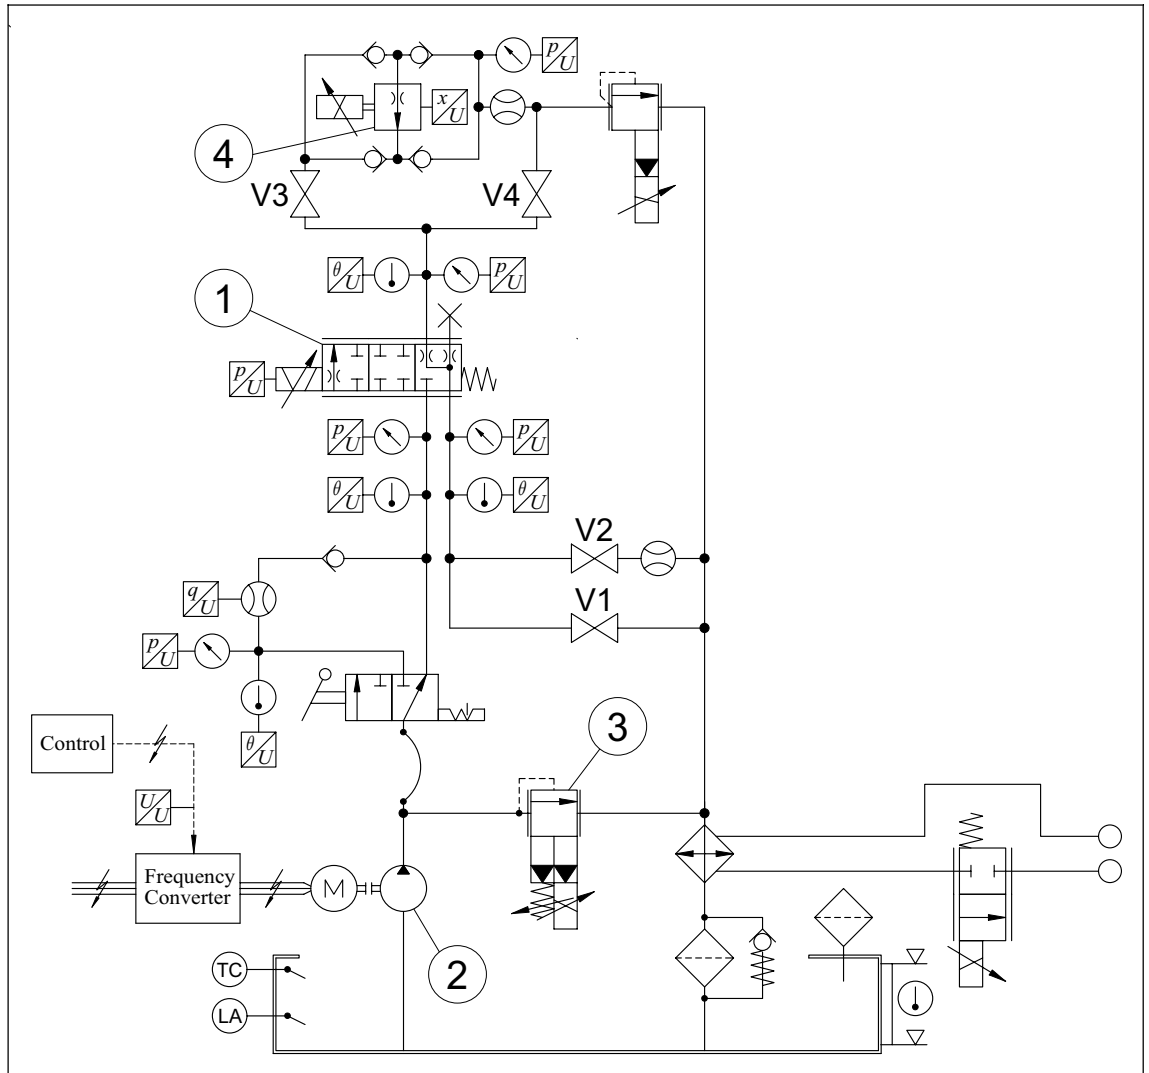 p/U
x/U
4
V3
V4
θ/U
p/U
1
p/U
p/U
p/U
θ/U
θ/U
V2
q/U
V1
p/U
3
Control
θ/U
U/U
Frequency
Converter
M
2
TC
LA